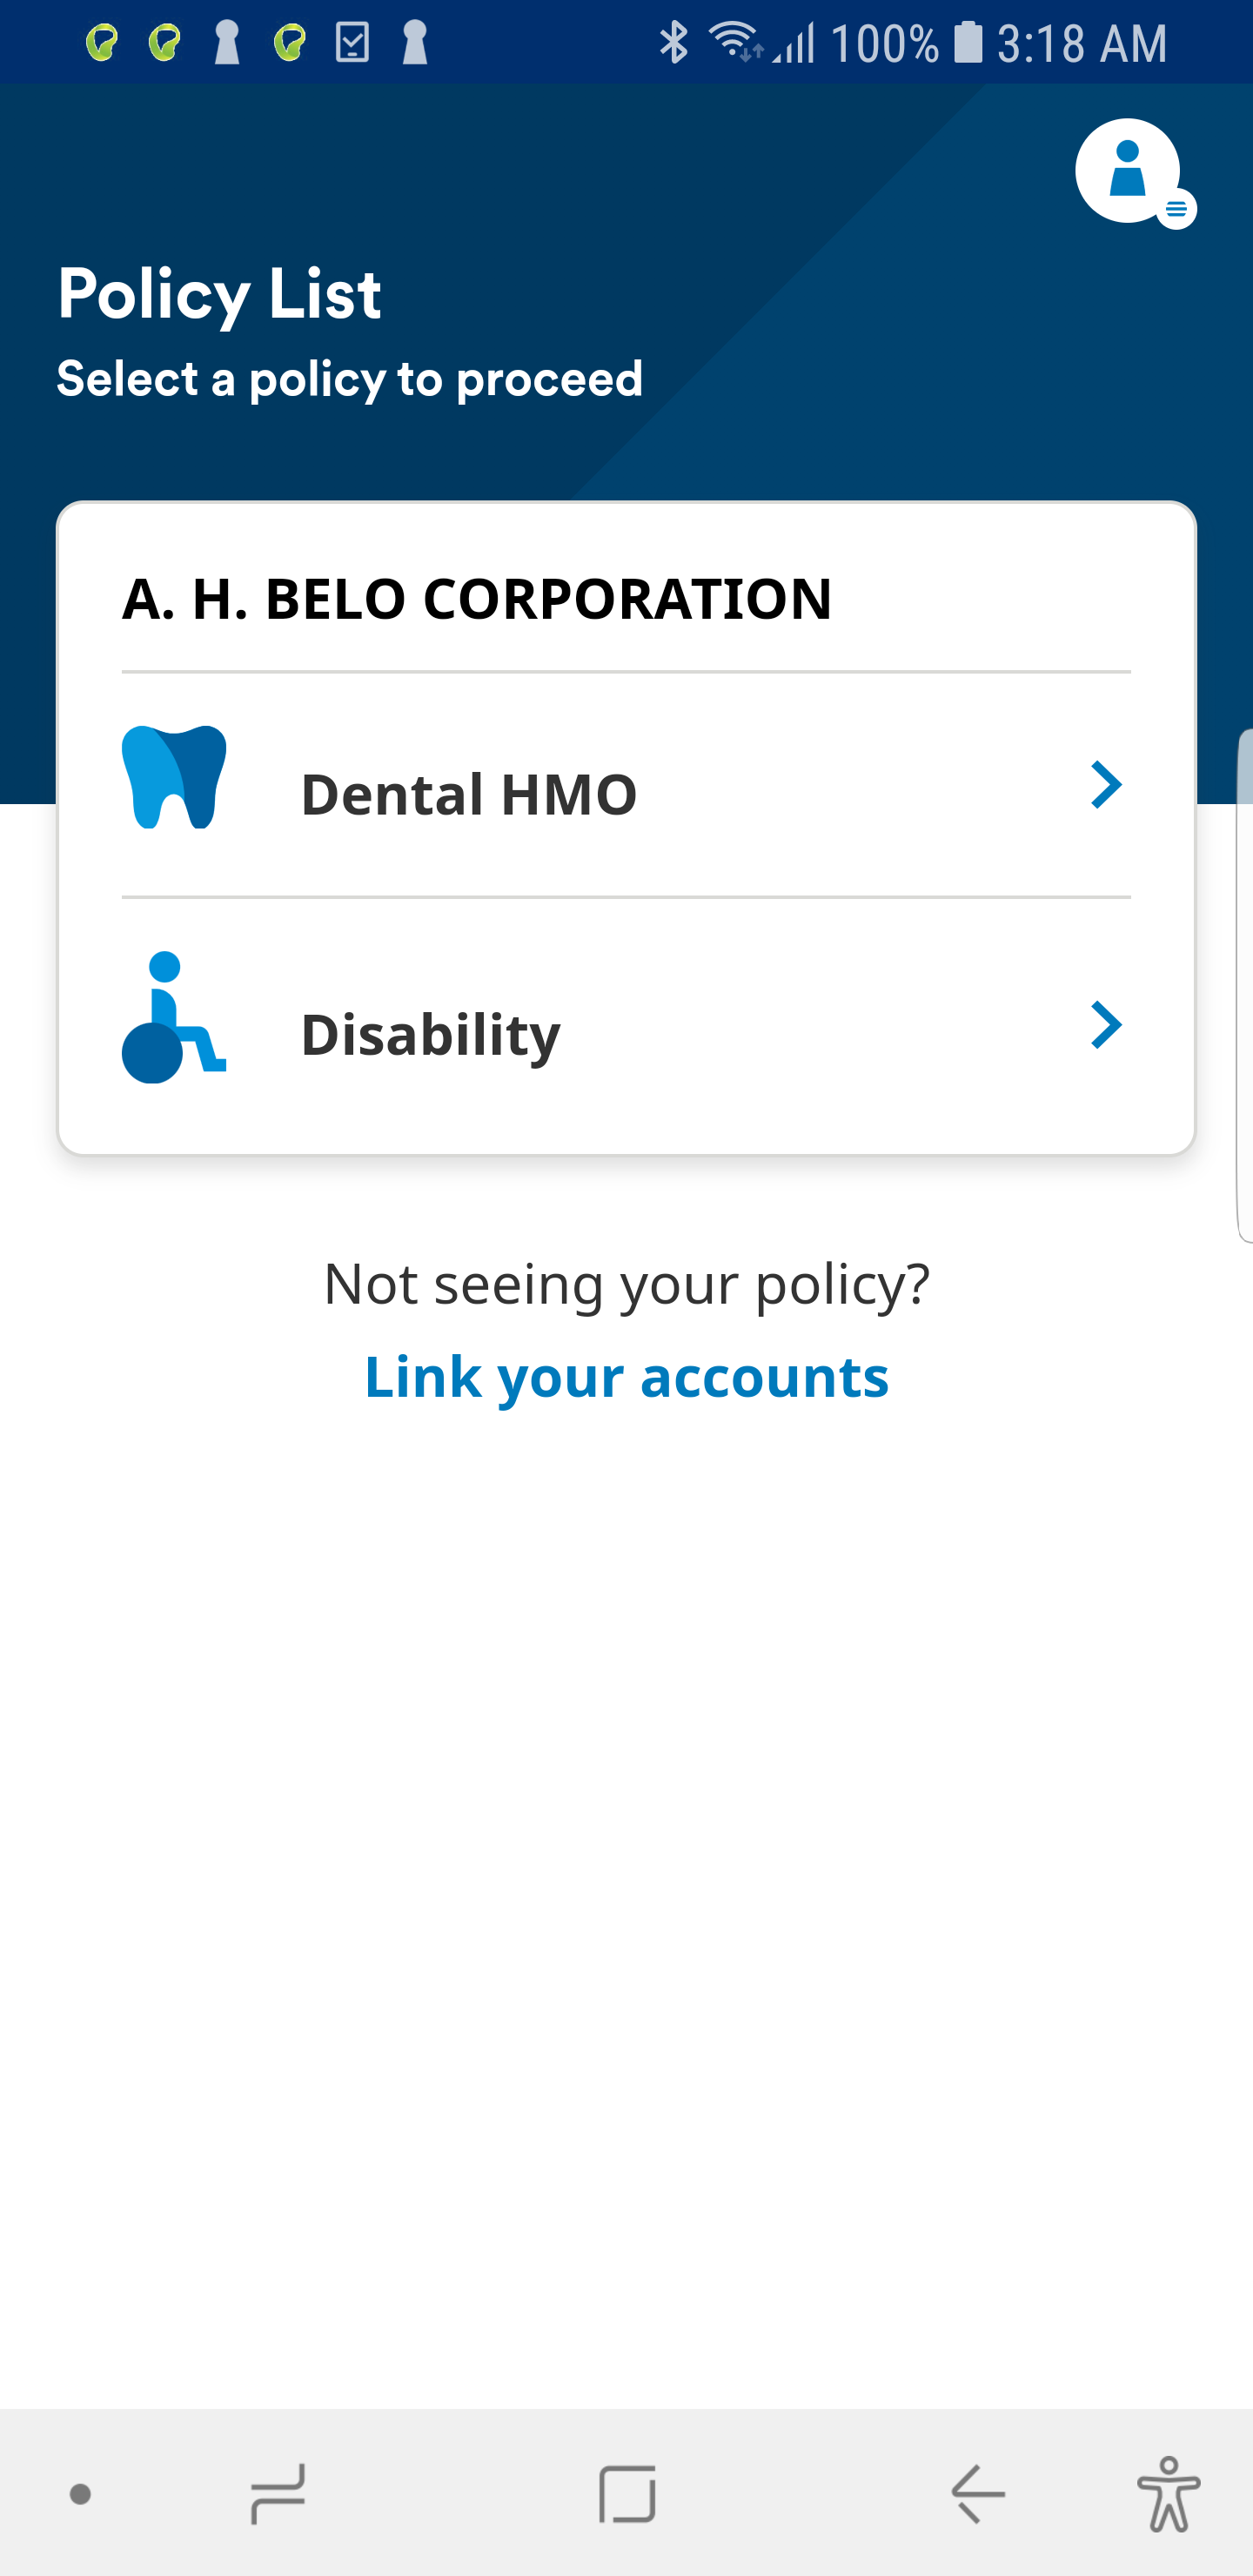 100% 3:18 AM
Policy List
Select a policy to proceed
A. H. BELO CORPORATION
Dental HMO
Disability
Not seeing your policy?
Link your accounts